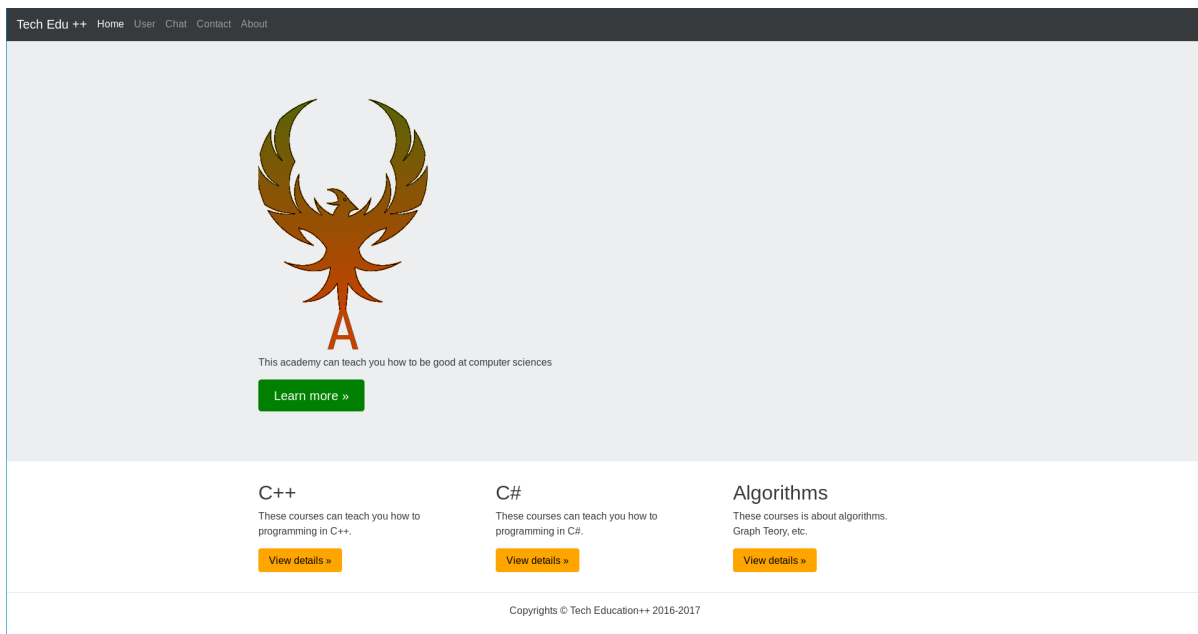 Tech Edu ++ Home User Chat Contact About
A
This academy can teach you how to be good at computer sciences
Learn more »
C++
These courses can teach you how to
programming in C++.
View details »
C#
These courses can teach you how to
programming in C#.
View details »
Algorithms
These courses is about algorithms.
Graph Teory, etc.
View details »
Copyrights © Tech Education++ 2016-2017